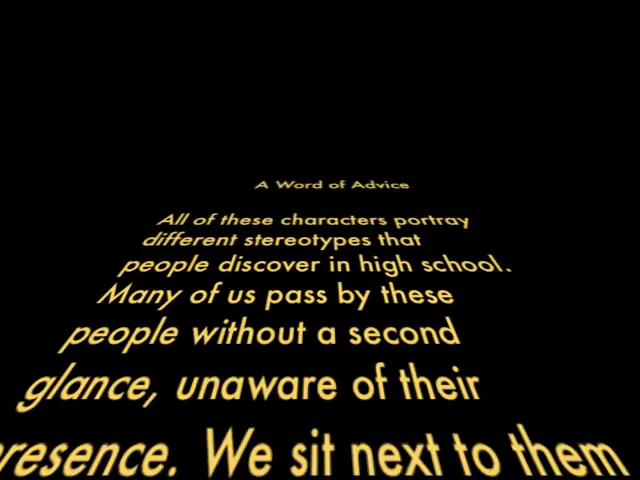 A Word of Advice
All of these characters portray
different stereotypes that
people discover in high school.
Many of us pass by these
people without a second
glance, unaware of their
presence. We sit next to them